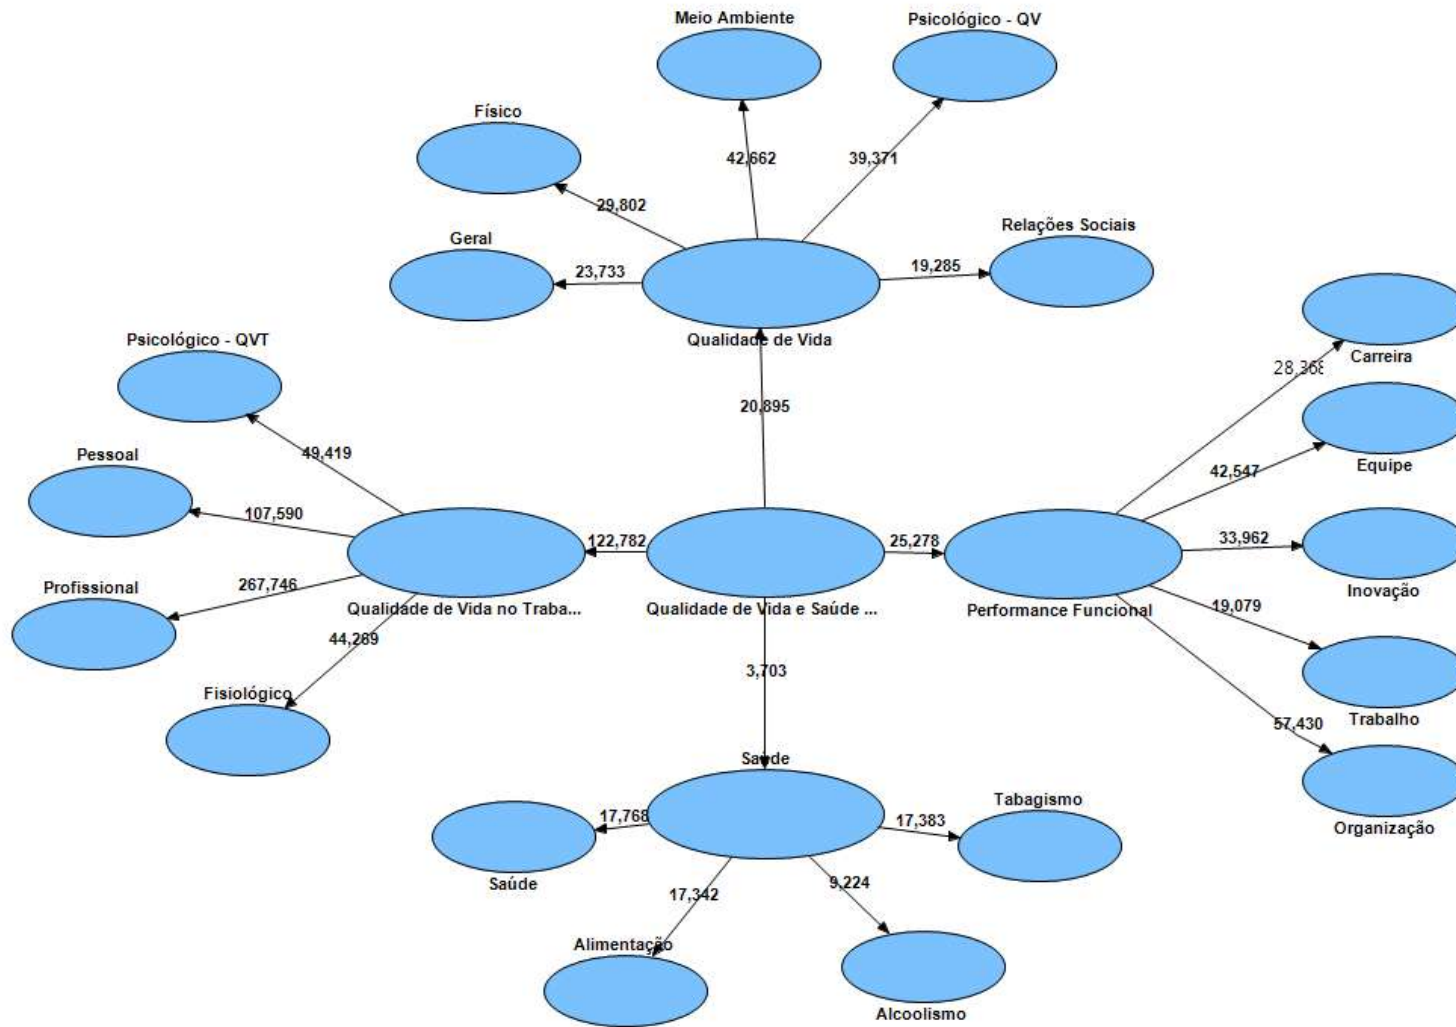 Meio Ambiente
Psicológico - QV
Físico
42,662
39,371
29,802
Geral
Relações Sociais
23,733
19,285
Qualidade de Vida
Psicológico - QVT
Carreira
28,368
20,895
49,419
Pessoal
42,547
Equipe
107,590
33,962
122,782
25,278
Profissional
267,746
Inovação
Qualidade de Vida no Traba...
Qualidade de Vida e Saúde ...
Performance Funcional
19,079
44,269
3,703
Fisiológico
Trabalho
57,430
Saúde
Tabagismo
17,768
17,383
Organização
Saúde
9,224
17,342
Alimentação
Alcoolismo